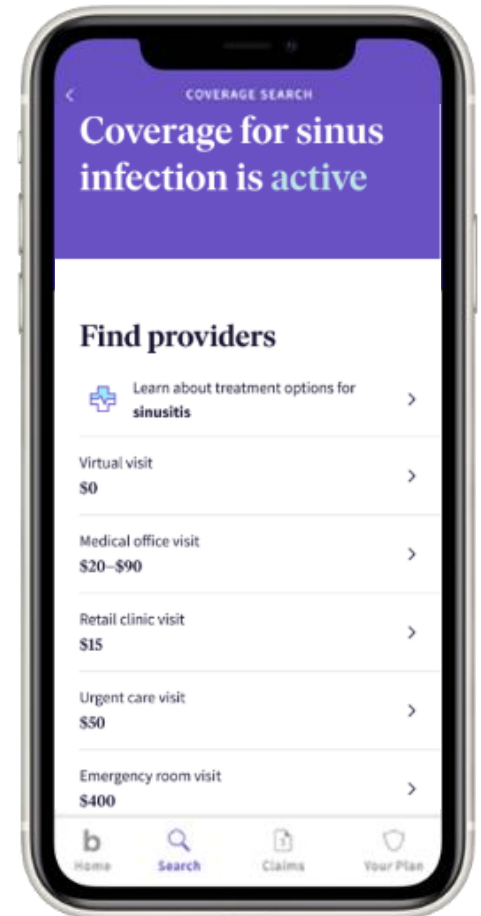 COVERAGE SEARCH
Coverage for sinus
infection is active
Find providers
Learn about treatment options for
sinusitis
Virtual visit
$0
Medical office visit
$20–$90
Retail clinic visit
$15
Urgent care visit
$50
Emergency room visit
$400
b
Home
Search
Claims
Your Plan